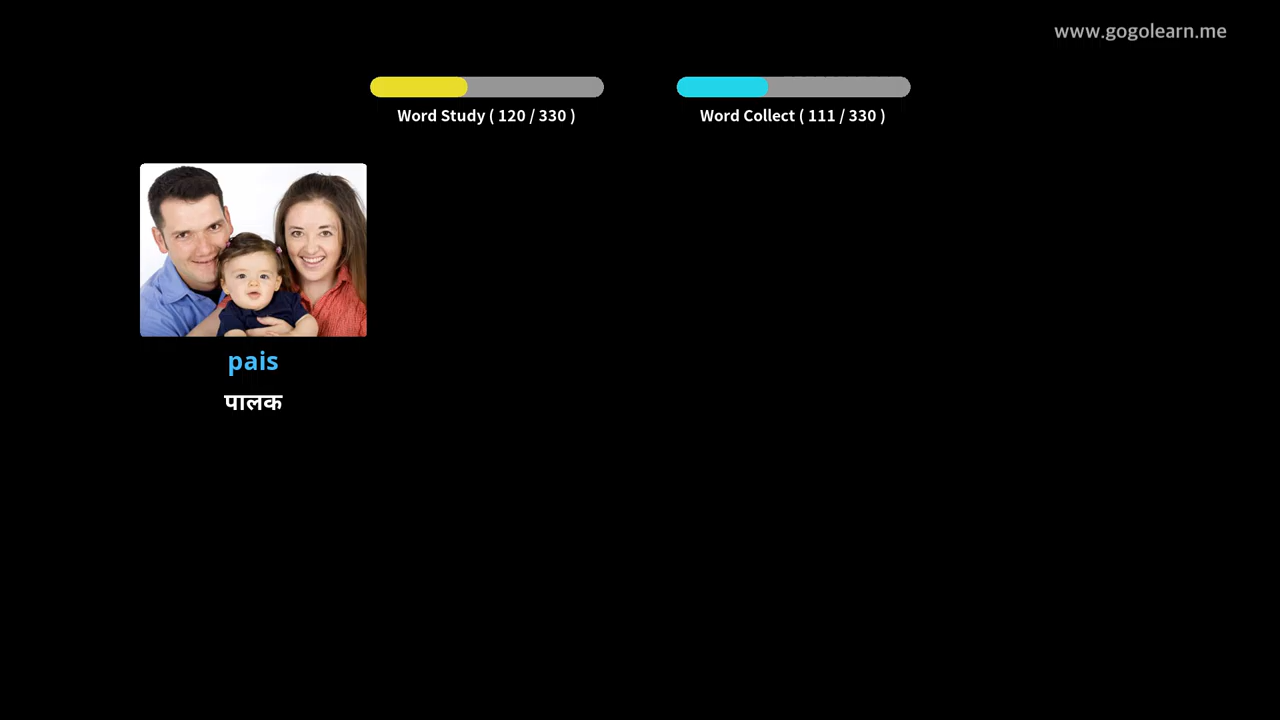 www.gogolearn.me
Word Study ( 120 / 330 )
Word Collect ( 111 / 330 )
pais
पालक